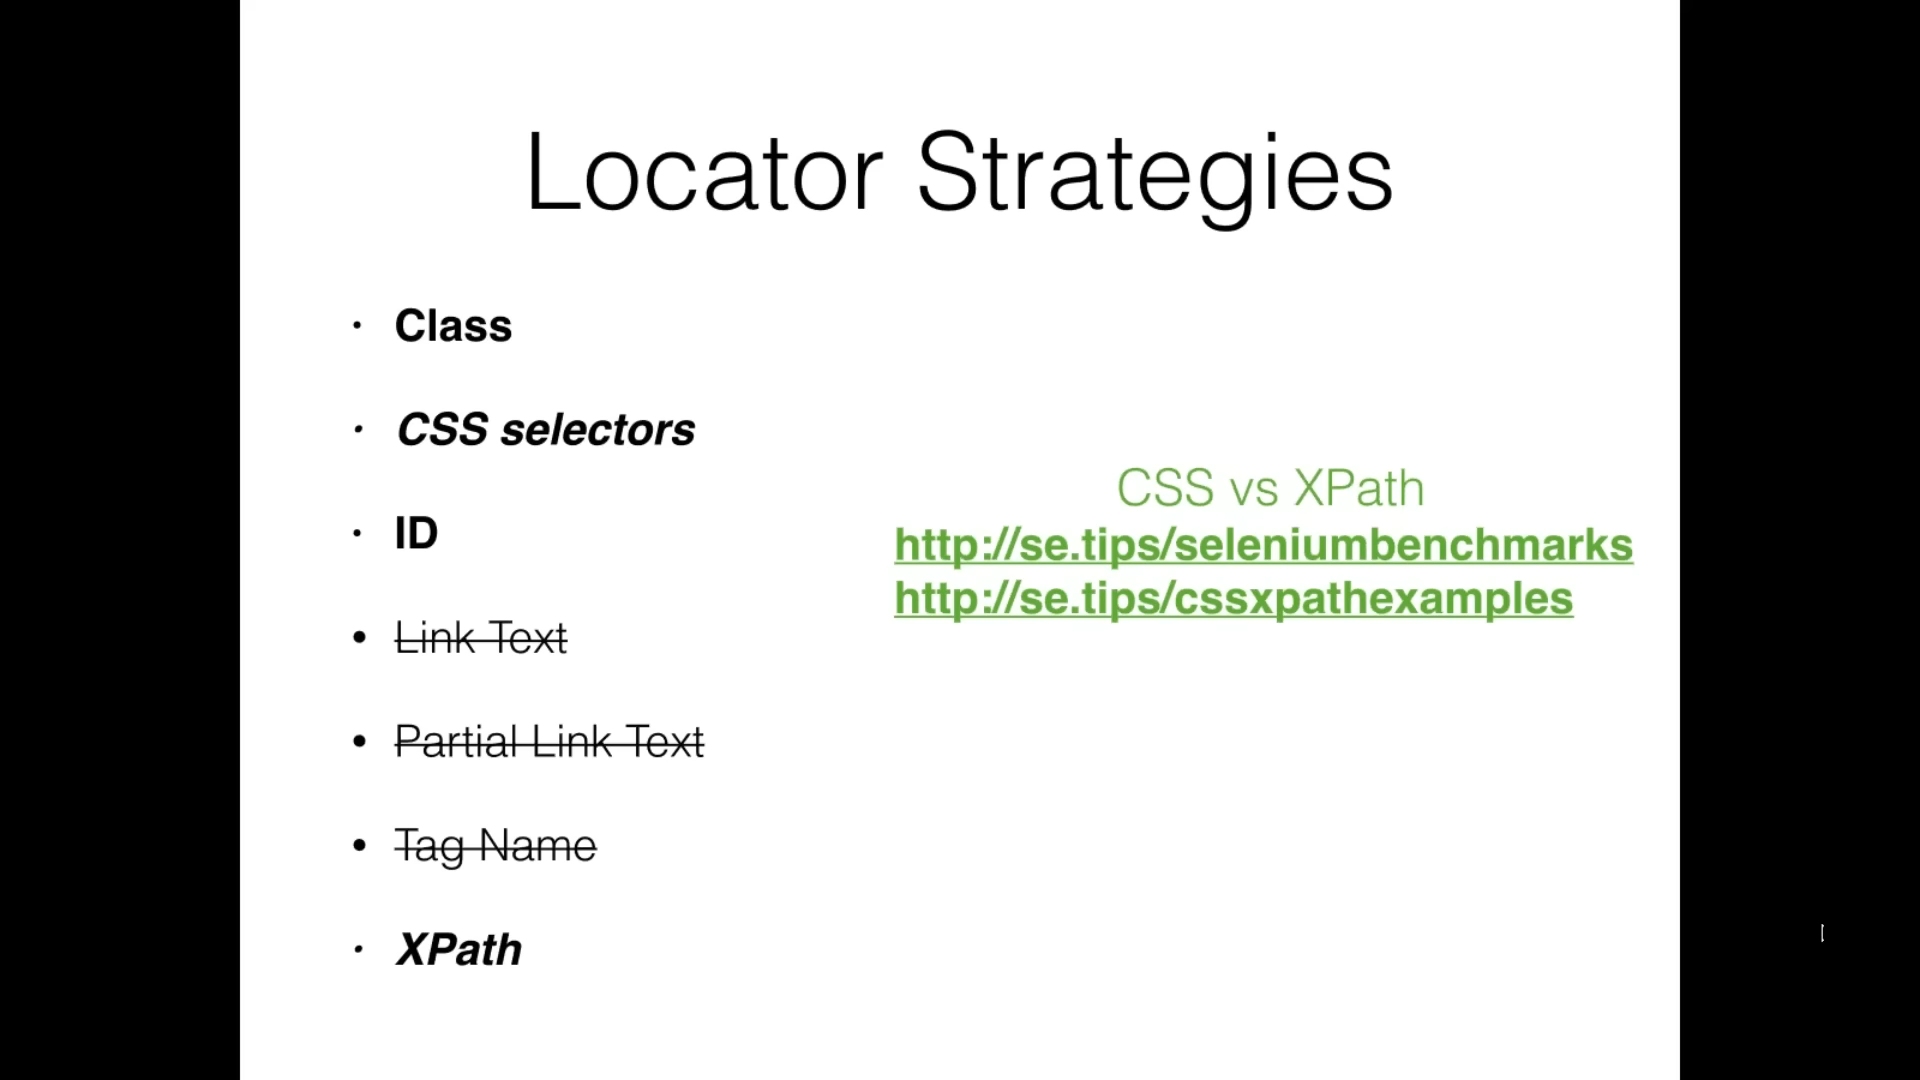 Locator Strategies
• Class
• CSS selectors
• ID
• Link Text
• Partial Link Text
• Tag Name
• XPath
CSS vs XPath
http://se.tips/seleniumbenchmarks
http://se.tips/cssxpathexamples